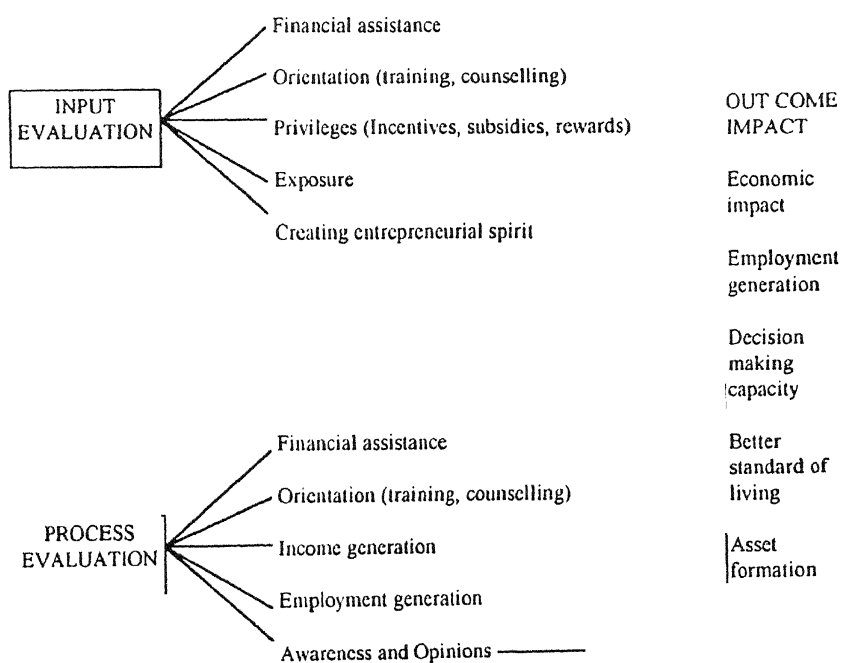 Financial assistance
Orientation (training, counselling)
INPUT
EVALUATION
Privileges (Incentives, subsidies, rewards)
Exposure
Creating entrepreneurial spirit
OUT COME
IMPACT
Economic
impact
Employment
generation
Decision
making
capacity
Better
standard of
living
Asset
formation
Financial assistance
Orientation (training, counselling)
PROCESS
EVALUATION
Income generation
Employment generation
Awareness and Opinions